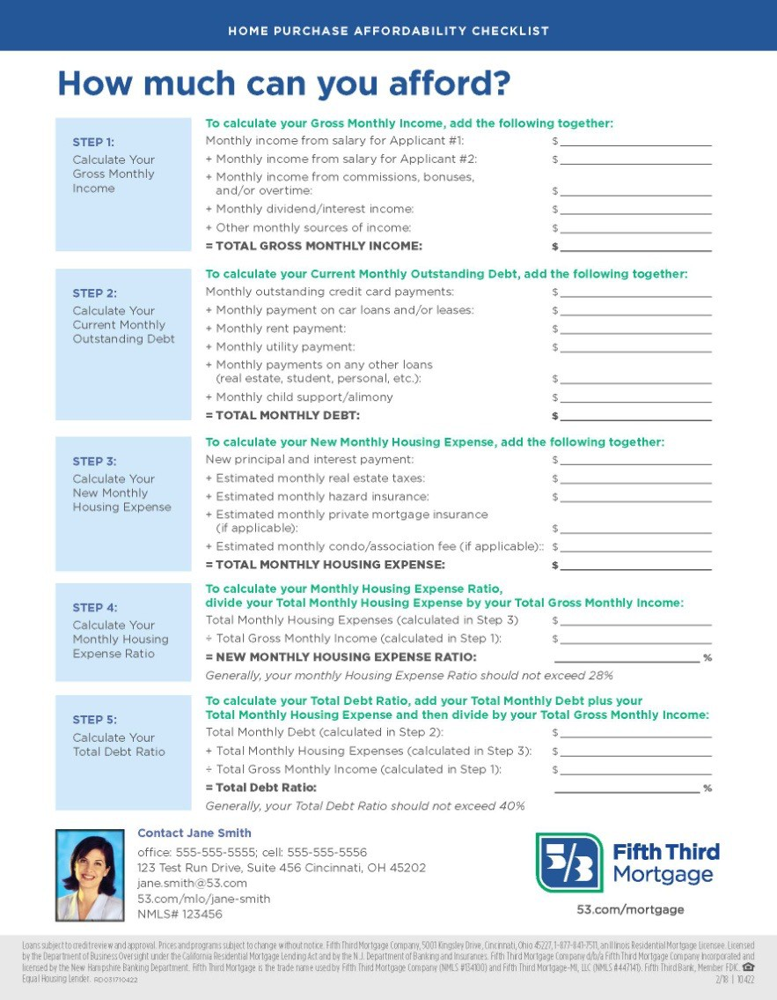 HOME PURCHASE AFFORDABILITY CHECKLIST
How much can you afford?
STEP 1:
Calculate Your
Gross Monthly
Income
To calculate your Gross Monthly Income, add the following together:
Monthly income from salary for Applicant #1: $
+ Monthly income from salary for Applicant #2: $
+ Monthly income from commissions, bonuses,
and/or overtime: $
+ Monthly dividend/interest income: $
+ Other monthly sources of income: $
= TOTAL GROSS MONTHLY INCOME: $
STEP 2:
Calculate Your
Current Monthly
Outstanding Debt
To calculate your Current Monthly Outstanding Debt, add the following together:
Monthly outstanding credit card payments: $
+ Monthly payment on car loans and/or leases: $
+ Monthly rent payment: $
+ Monthly utility payment: $
+ Monthly payments on any other loans
(real estate, student, personal, etc.): $
+ Monthly child support/alimony $
= TOTAL MONTHLY DEBT: $
STEP 3:
Calculate Your
New Monthly
Housing Expense
To calculate your New Monthly Housing Expense, add the following together:
New principal and interest payment: $
+ Estimated monthly real estate taxes: $
+ Estimated monthly hazard insurance: $
+ Estimated monthly private mortgage insurance
(if applicable): $
+ Estimated monthly condo/association fee (if applicable):: $
= TOTAL MONTHLY HOUSING EXPENSE: $
STEP 4:
Calculate Your
Monthly Housing
Expense Ratio
To calculate your Monthly Housing Expense Ratio,
divide your Total Monthly Housing Expense by your Total Gross Monthly Income:
Total Monthly Housing Expenses (calculated in Step 3) $
÷ Total Gross Monthly Income (calculated in Step 1): $
= NEW MONTHLY HOUSING EXPENSE RATIO: %
Generally, your monthly Housing Expense Ratio should not exceed 28%
STEP 5:
Calculate Your
Total Debt Ratio
To calculate your Total Debt Ratio, add your Total Monthly Debt plus your
Total Monthly Housing Expense and then divide by your Total Gross Monthly Income:
Total Monthly Debt (calculated in Step 2): $
+ Total Monthly Housing Expenses (calculated in Step 3): $
÷ Total Gross Monthly Income (calculated in Step 1): $
= Total Debt Ratio: %
Generally, your Total Debt Ratio should not exceed 40%
Contact Jane Smith
office: 555-555-5555; cell: 555-555-5556
123 Test Run Drive, Suite 456 Cincinnati, OH 45202
jane.smith@53.com
53.com/mlo/jane-smith
NMLS# 123456
5/3
Fifth Third
Mortgage
53.com/mortgage
Loans subject to credit review and approval. Prices and programs subject to change without notice. Fifth Third Mortgage Company, 5001 Kingsley Drive, Cincinnati, Ohio 45227, 1-877-841-7511, an Illinois Residential Mortgage Licensee. Licensed
by the Department of Business Oversight under the California Residential Mortgage Lending Act and by the N.J. Department of Banking and Insurances. Fifth Third Mortgage Company d/b/a Fifth Third Mortgage Company Incorporated and
licensed by the New Hampshire Banking Department. Fifth Third Mortgage is the trade name used by Fifth Third Mortgage Company (NMLS #134100) and Fifth Third Mortgage-MI, LLC (NMLS #447141). Fifth Third Bank, Member FDIC.
Equal Housing Lender. RD031710422 2/18 | 10422